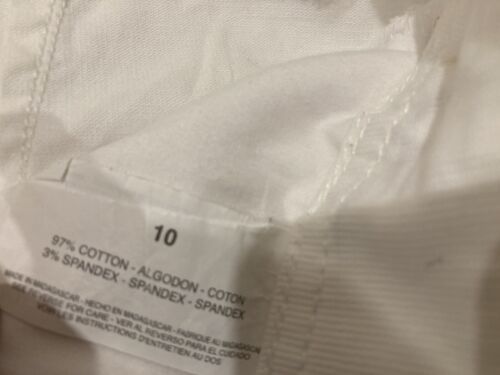 10
97% COTTON - ALGODON - COTON
3% SPANDEX - SPANDEX - SPANDEX
MADE IN MADAGASCAR - HECHO EN MADAGASCAR - FABRIQUE AU MADAGASCAR
SEE REVERSE FOR CARE - VER AL REVERSO PARA EL CUIDADO
VOIR LES INSTRUCTIONS D'ENTRETIEN AU DOS